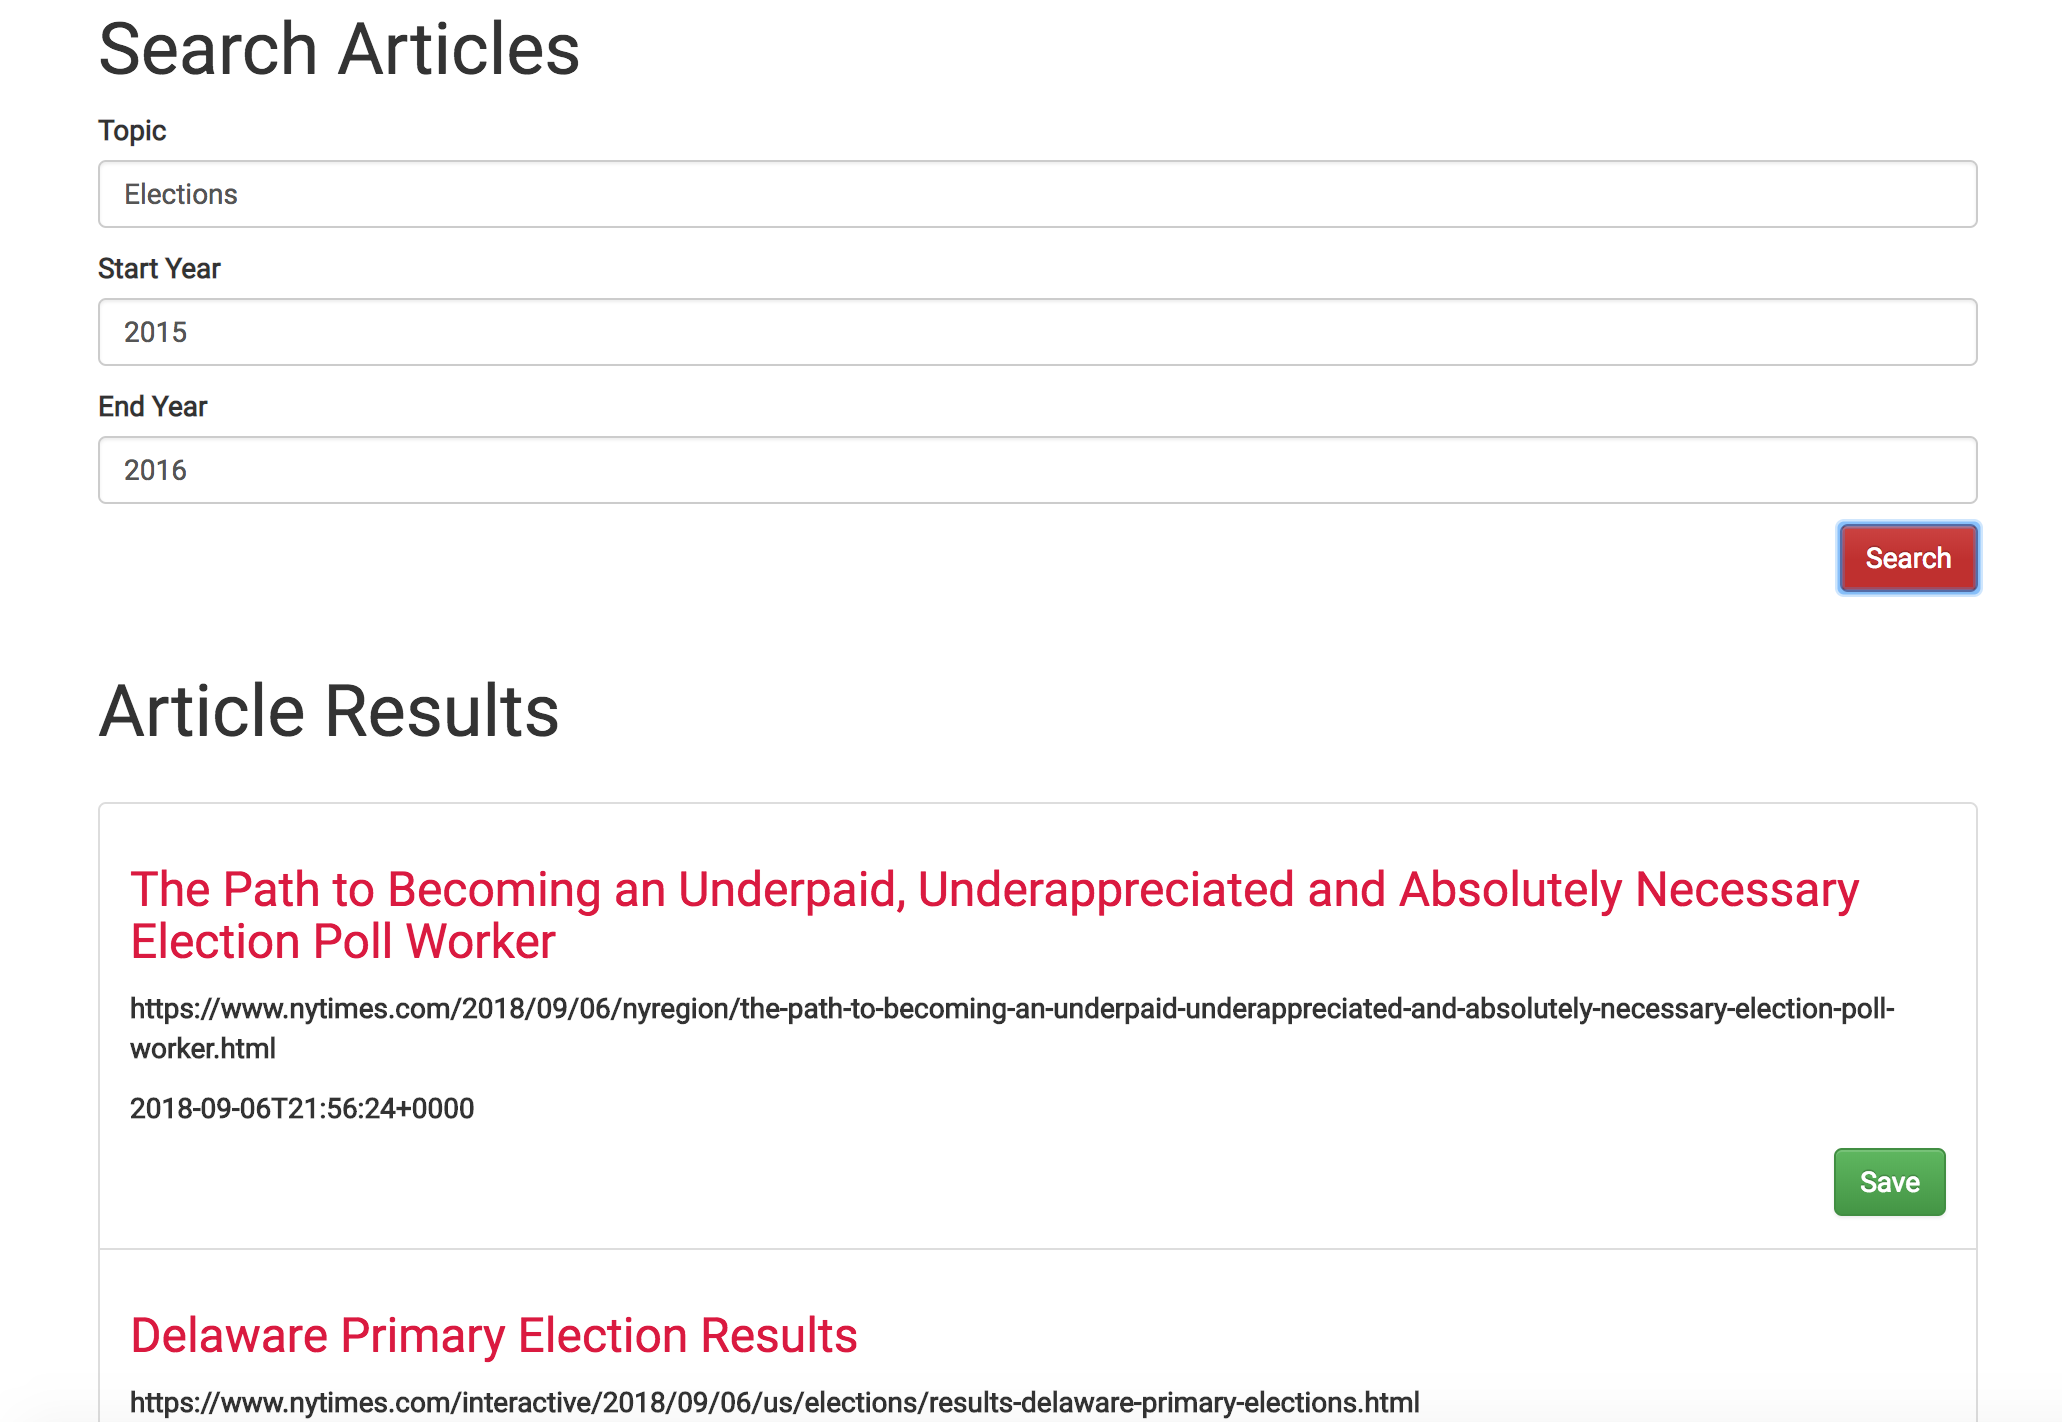 Search Articles
Topic
Elections
Start Year
2015
End Year
2016
Search
Article Results
The Path to Becoming an Underpaid, Underappreciated and Absolutely Necessary
Election Poll Worker
https://www.nytimes.com/2018/09/06/nyregion/the-path-to-becoming-an-underpaid-underappreciated-and-absolutely-necessary-election-poll-
worker.html
2018-09-06T21:56:24+0000
Save
Delaware Primary Election Results
https://www.nytimes.com/interactive/2018/09/06/us/elections/results-delaware-primary-elections.html